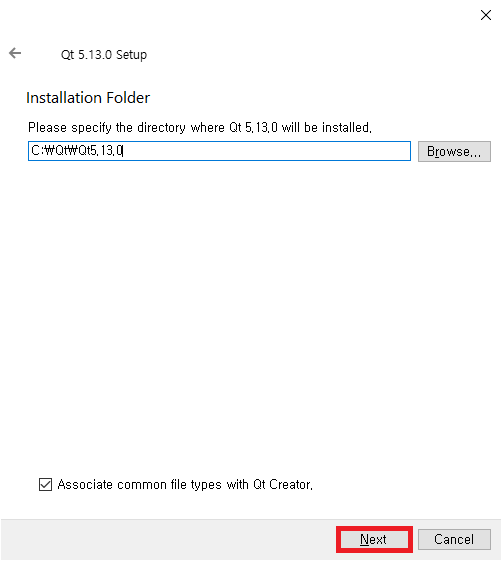 Qt 5.13.0 Setup
Installation Folder
Please specify the directory where Qt 5.13.0 will be installed.
C:₩Qt₩Qt5.13.0
Browse...
Associate common file types with Qt Creator.
Next
Cancel